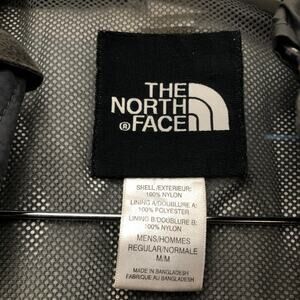 THE
NORTH
® FACE
SHELL/EXTERIEUR:
100% NYLON
LINING A/DOUBLURE A:
100% POLYESTER
LINING B/DOUBLURE B:
100% NYLON
MENS/HOMMES
REGULAR/NORMALE
M/M
MADE IN BANGLADESH
FABRIQUE AU BANGLADESH